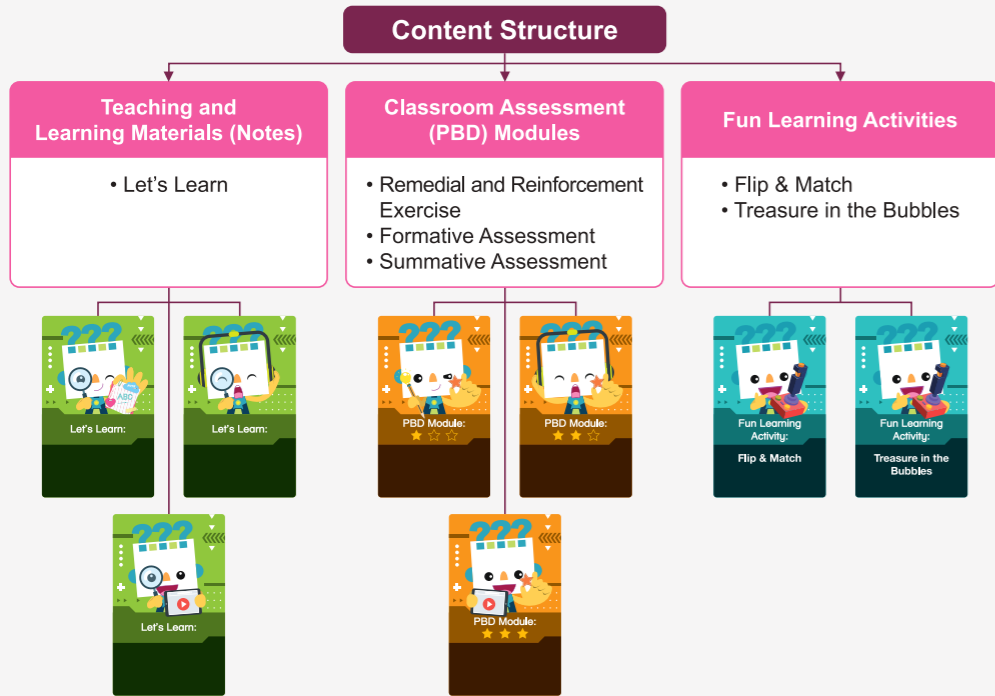 Content Structure
Teaching and
Learning Materials (Notes)
• Let's Learn
Classroom Assessment
(PBD) Modules
• Remedial and Reinforcement
Exercise
• Formative Assessment
• Summative Assessment
Fun Learning Activities
• Flip & Match
• Treasure in the Bubbles
???
ABC
Let's Learn:
???
Let's Learn:
???
Let's Learn:
???
PBD Module:
???
PBD Module:
???
PBD Module:
???
Fun Learning
Activity:
Flip & Match
???
Fun Learning
Activity:
Treasure in the
Bubbles